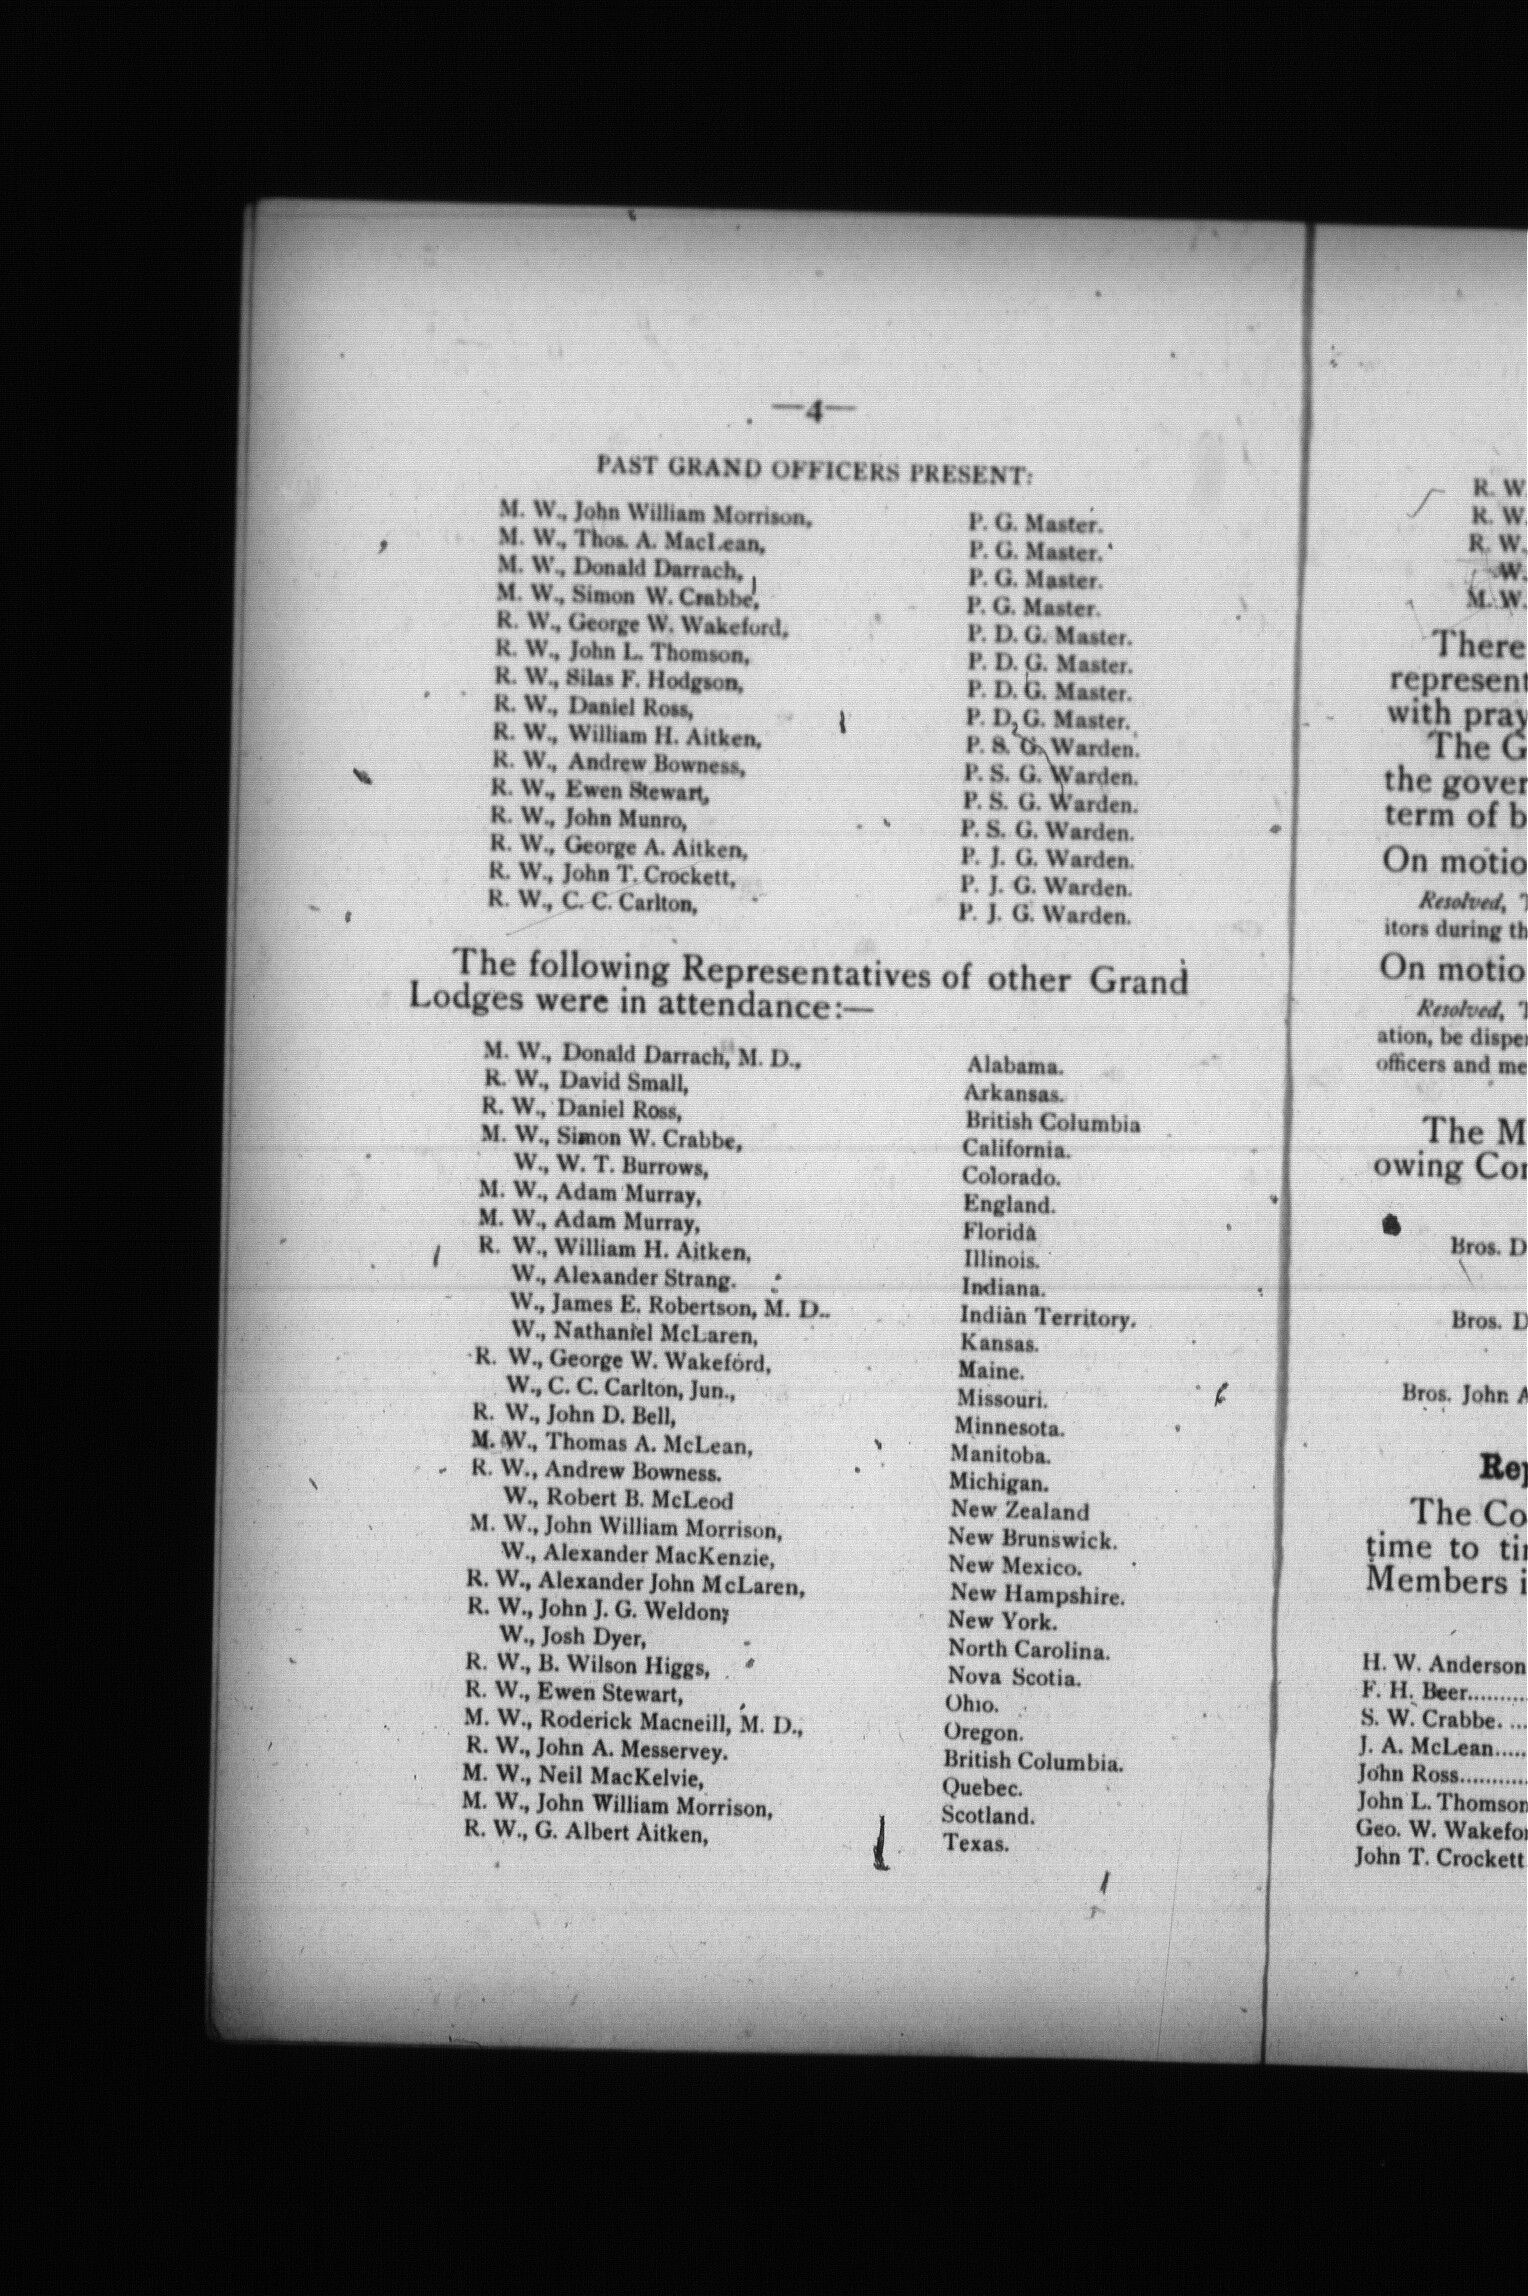 —4—
PAST GRAND OFFICERS PRESENT:
M. W., John William Morrison, P. G. Master.
M. W., Thos. A. MacLean, P. G. Master.
M. W., Donald Darrach, P. G. Master.
M. W., Simon W. Crabbe, P. G. Master.
R. W., George W. Wakeford, P. D. G. Master.
R. W., John L. Thomson, P. D. G. Master.
R. W., Silas F. Hodgson, P. D. G. Master.
R. W., Daniel Ross, P. D. G. Master.
R. W., William H. Aitken, P. S. G. Warden.
R. W., Andrew Bowness, P. S. G. Warden.
R. W., Ewen Stewart, P. S. G. Warden.
R. W., John Munro, P. S. G. Warden.
R. W., George A. Aitken, P. J. G. Warden.
R. W., John T. Crockett, P. J. G. Warden.
R. W., C. C. Carlton, P. J. G. Warden.
The following Representatives of other Grand
Lodges were in attendance:—
M. W., Donald Darrach, M. D., Alabama.
R. W., David Small, Arkansas.
R. W., Daniel Ross, British Columbia
M. W., Simon W. Crabbe, California.
W., W. T. Burrows, Colorado.
M. W., Adam Murray, England.
M. W., Adam Murray, Florida
R. W., William H. Aitken, Illinois.
W., Alexander Strang. Indiana.
W., James E. Robertson, M. D.. Indian Territory.
W., Nathaniel McLaren, Kansas.
R. W., George W. Wakeford, Maine.
W., C. C. Carlton, Jun., Missouri.
R. W., John D. Bell, Minnesota.
M. W., Thomas A. McLean, Manitoba.
R. W., Andrew Bowness. Michigan.
W., Robert B. McLeod New Zealand
M. W., John William Morrison, New Brunswick.
W., Alexander MacKenzie, New Mexico.
R. W., Alexander John McLaren, New Hampshire.
R. W., John J. G. Weldon, New York.
W., Josh Dyer, North Carolina.
R. W., B. Wilson Higgs, Nova Scotia.
R. W., Ewen Stewart, Ohio.
M. W., Roderick Macneill, M. D., Oregon.
R. W., John A. Messervey. British Columbia.
M. W., Neil MacKelvie, Quebec.
M. W., John William Morrison, Scotland.
R. W., G. Albert Aitken, Texas.
R. W.
R. W.
R. W.
W.
M. W.
There
represent
with pray
The G
the gover
term of b
On motio
Resolved, T
itors during th
On motio
Resolved, T
ation, be disper
officers and me
The M
owing Con
Bros. D
Bros. D
Bros. John A
Rep
The Co
time to tin
Members i
H. W. Anderson
F. H. Beer..........
S. W. Crabbe. ...
J. A. McLean.....
John Ross...........
John L. Thomson
Geo. W. Wakefor
John T. Crockett